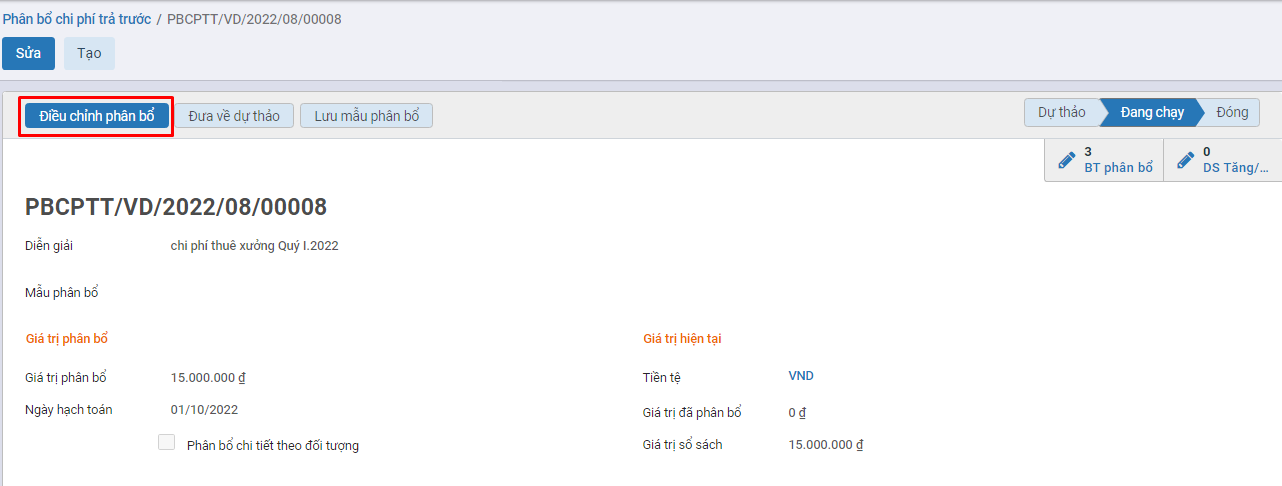 Phân bổ chi phí trả trước / PBCPTT/VD/2022/08/00008
Sửa Tạo
Điều chỉnh phân bổ Đưa về dự thảo Lưu mẫu phân bổ Dự thảo Đang chạy Đóng
3 0
BT phân bổ DS Tăng/...
PBCPTT/VD/2022/08/00008
Diễn giải chi phí thuê xưởng Quý I.2022
Mẫu phân bổ
Giá trị phân bổ Giá trị hiện tại
Giá trị phân bổ 15.000.000 ₫ Tiền tệ VND
Ngày hạch toán 01/10/2022 Giá trị đã phân bổ 0 ₫
Phân bổ chi tiết theo đối tượng Giá trị sổ sách 15.000.000 ₫